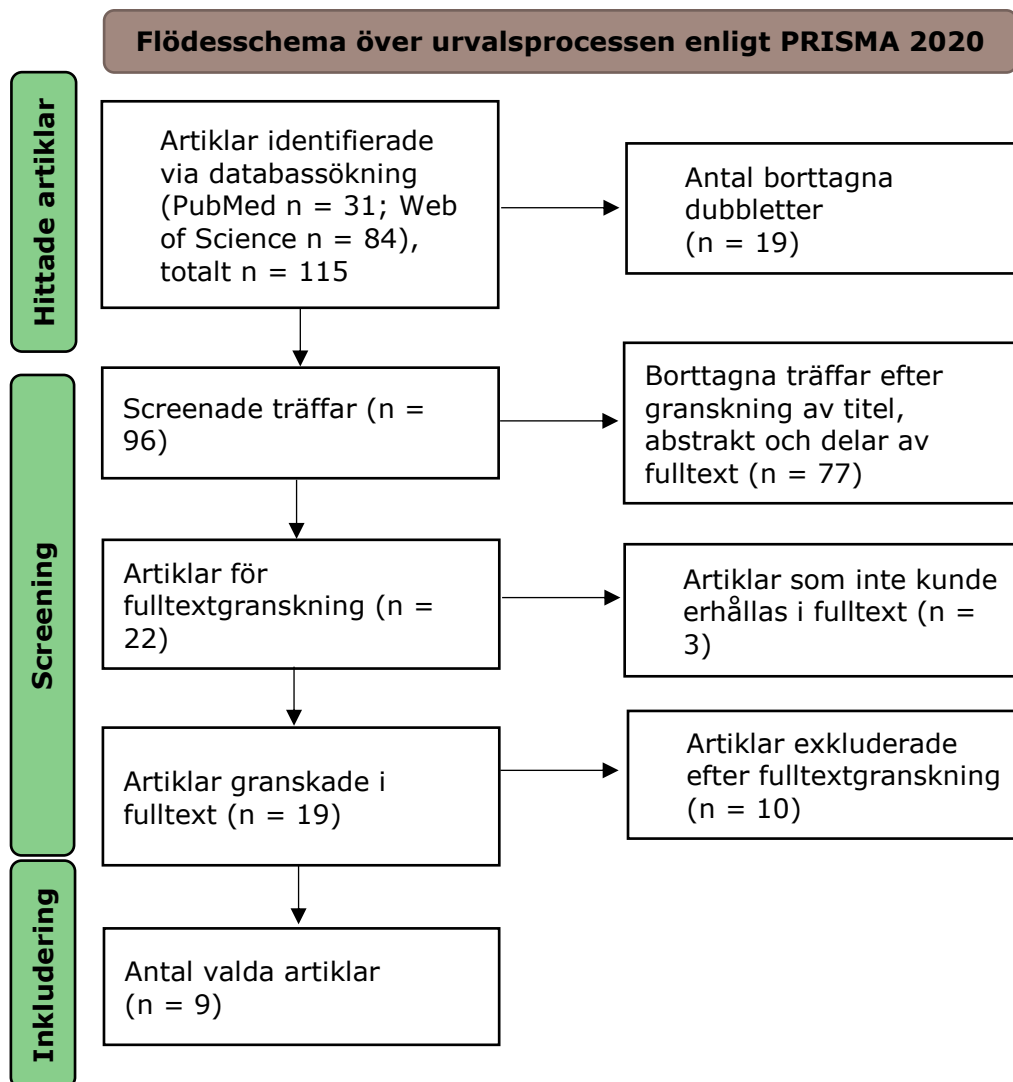 Flödesschema över urvalsprocessen enligt PRISMA 2020
Hittade artiklar
Artiklar identifierade
via databassökning
(PubMed n = 31; Web
of Science n = 84),
totalt n = 115
Antal borttagna
dubbletter
(n = 19)
Screening
Screenade träffar (n =
96)
Borttagna träffar efter
granskning av titel,
abstrakt och delar av
fulltext (n = 77)
Artiklar för
fulltextgranskning (n =
22)
Artiklar som inte kunde
erhållas i fulltext (n =
3)
Artiklar granskade i
fulltext (n = 19)
Artiklar exkluderade
efter fulltextgranskning
(n = 10)
Inkludering
Antal valda artiklar
(n = 9)